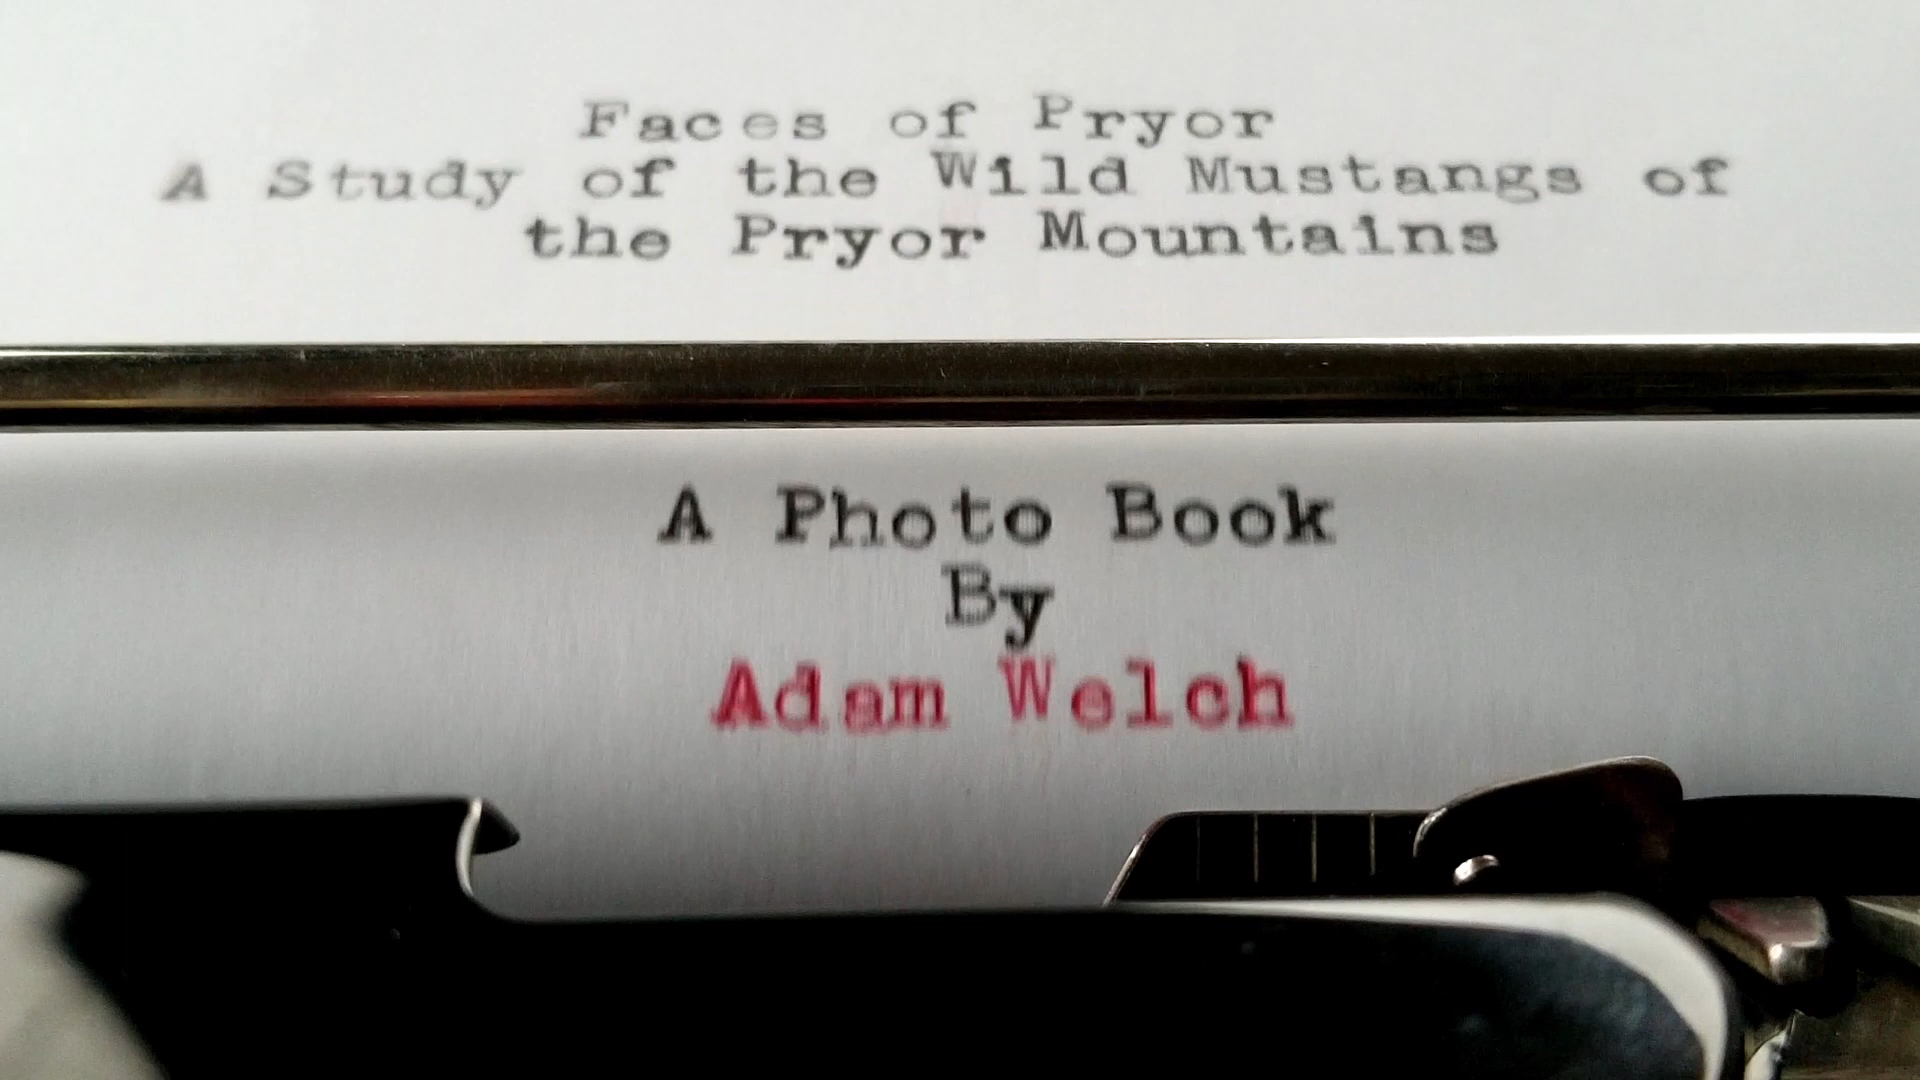 Faces of Pryor
A Study of the Wild Mustangs of
the Pryor Mountains
A Photo Book
By
Adam Welch